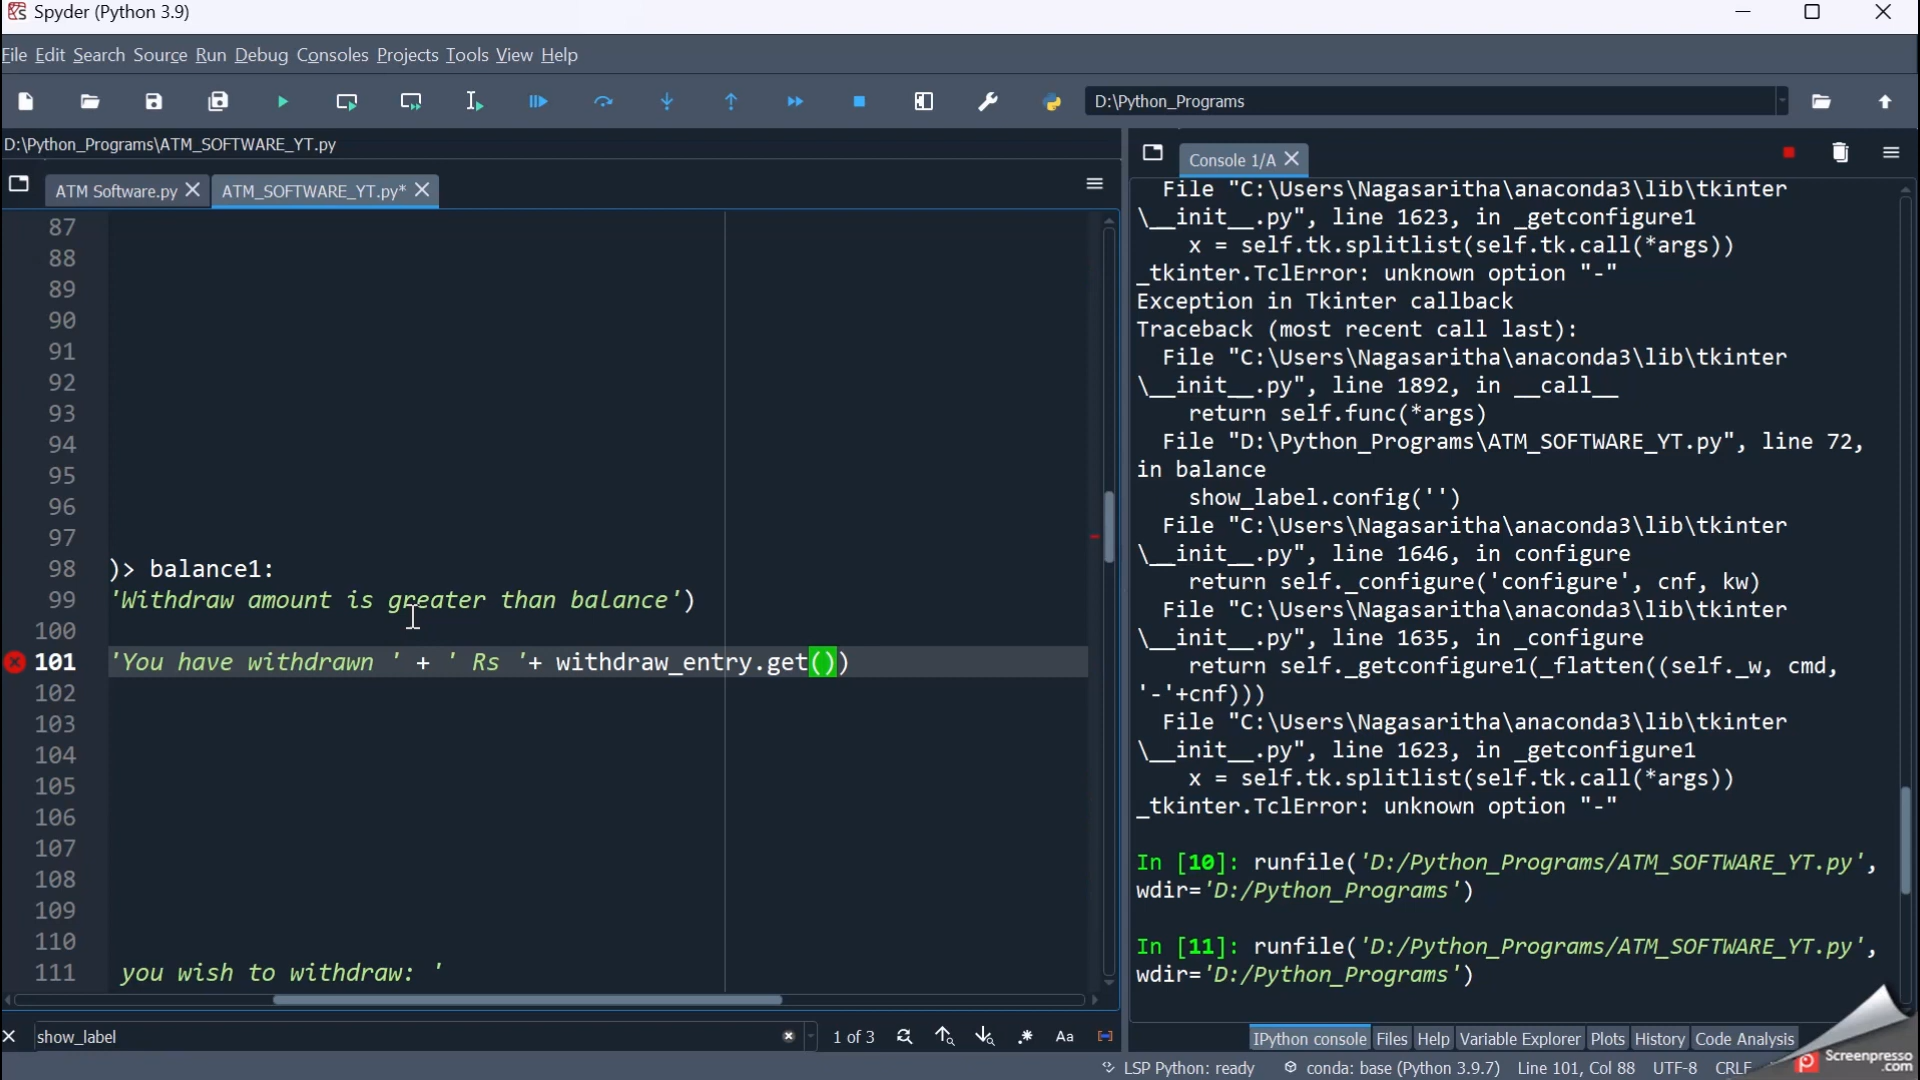 Spyder (Python 3.9)
File Edit Search Source Run Debug Consoles Projects Tools View Help
D:\Python_Programs
D:\Python_Programs\ATM_SOFTWARE_YT.py
ATM Software.py
ATM_SOFTWARE_YT.py*
87
88
89
90
91
92
93
94
95
96
97
98 )> balance1:
99 'Withdraw amount is greater than balance')
100
101 'You have withdrawn ' + ' Rs '+ withdraw_entry.get())
102
103
104
105
106
107
108
109
110
111 you wish to withdraw: '
show_label
1 of 3
Aa
Console 1/A
File "C:\Users\Nagasaritha\anaconda3\lib\tkinter
\__init__.py", line 1623, in _getconfigure1
x = self.tk.splitlist(self.tk.call(*args))
_tkinter.TclError: unknown option "-"
Exception in Tkinter callback
Traceback (most recent call last):
File "C:\Users\Nagasaritha\anaconda3\lib\tkinter
\__init__.py", line 1892, in __call__
return self.func(*args)
File "D:\Python_Programs\ATM_SOFTWARE_YT.py", line 72,
in balance
show_label.config('')
File "C:\Users\Nagasaritha\anaconda3\lib\tkinter
\__init__.py", line 1646, in configure
return self._configure('configure', cnf, kw)
File "C:\Users\Nagasaritha\anaconda3\lib\tkinter
\__init__.py", line 1635, in _configure
return self._getconfigure1(_flatten((self._w, cmd,
'-'+cnf)))
File "C:\Users\Nagasaritha\anaconda3\lib\tkinter
\__init__.py", line 1623, in _getconfigure1
x = self.tk.splitlist(self.tk.call(*args))
_tkinter.TclError: unknown option "-"
In [10]: runfile('D:/Python_Programs/ATM_SOFTWARE_YT.py',
wdir='D:/Python_Programs')
In [11]: runfile('D:/Python_Programs/ATM_SOFTWARE_YT.py',
wdir='D:/Python_Programs')
IPython console Files Help Variable Explorer Plots History Code Analysis
LSP Python: ready conda: base (Python 3.9.7) Line 101, Col 88 UTF-8 CRLF
Screenpresso
.com